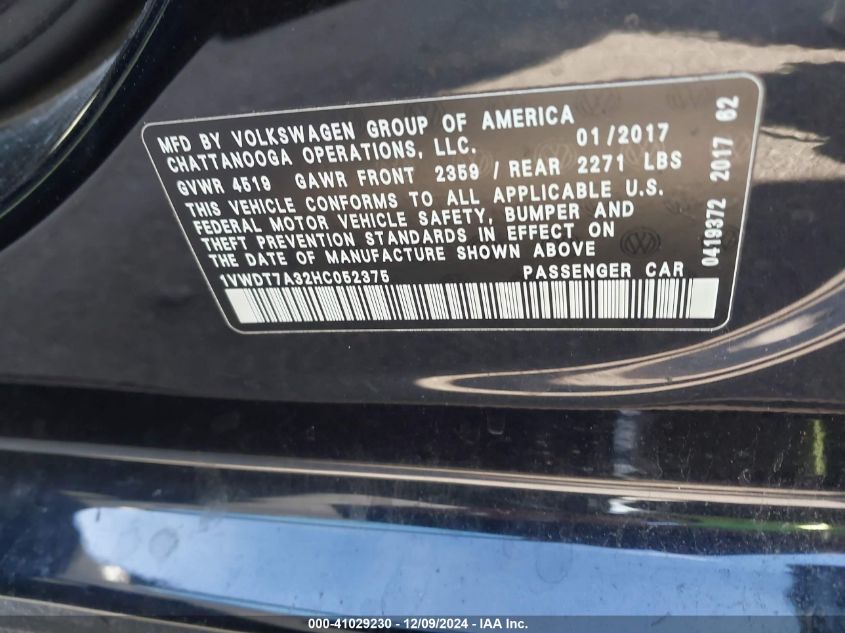 MFD BY VOLKSWAGEN GROUP OF AMERICA
CHATTANOOGA OPERATIONS, LLC. 01/2017
GVWR 4519 GAWR FRONT 2359 / REAR 2271 LBS
THIS VEHICLE CONFORMS TO ALL APPLICABLE U.S.
FEDERAL MOTOR VEHICLE SAFETY, BUMPER AND
THEFT PREVENTION STANDARDS IN EFFECT ON
THE DATE OF MANUFACTURE SHOWN ABOVE
1VWDT7A32HC052375 PASSENGER CAR
0419372 2017 62
000-41029230 - 12/09/2024 - IAA Inc.